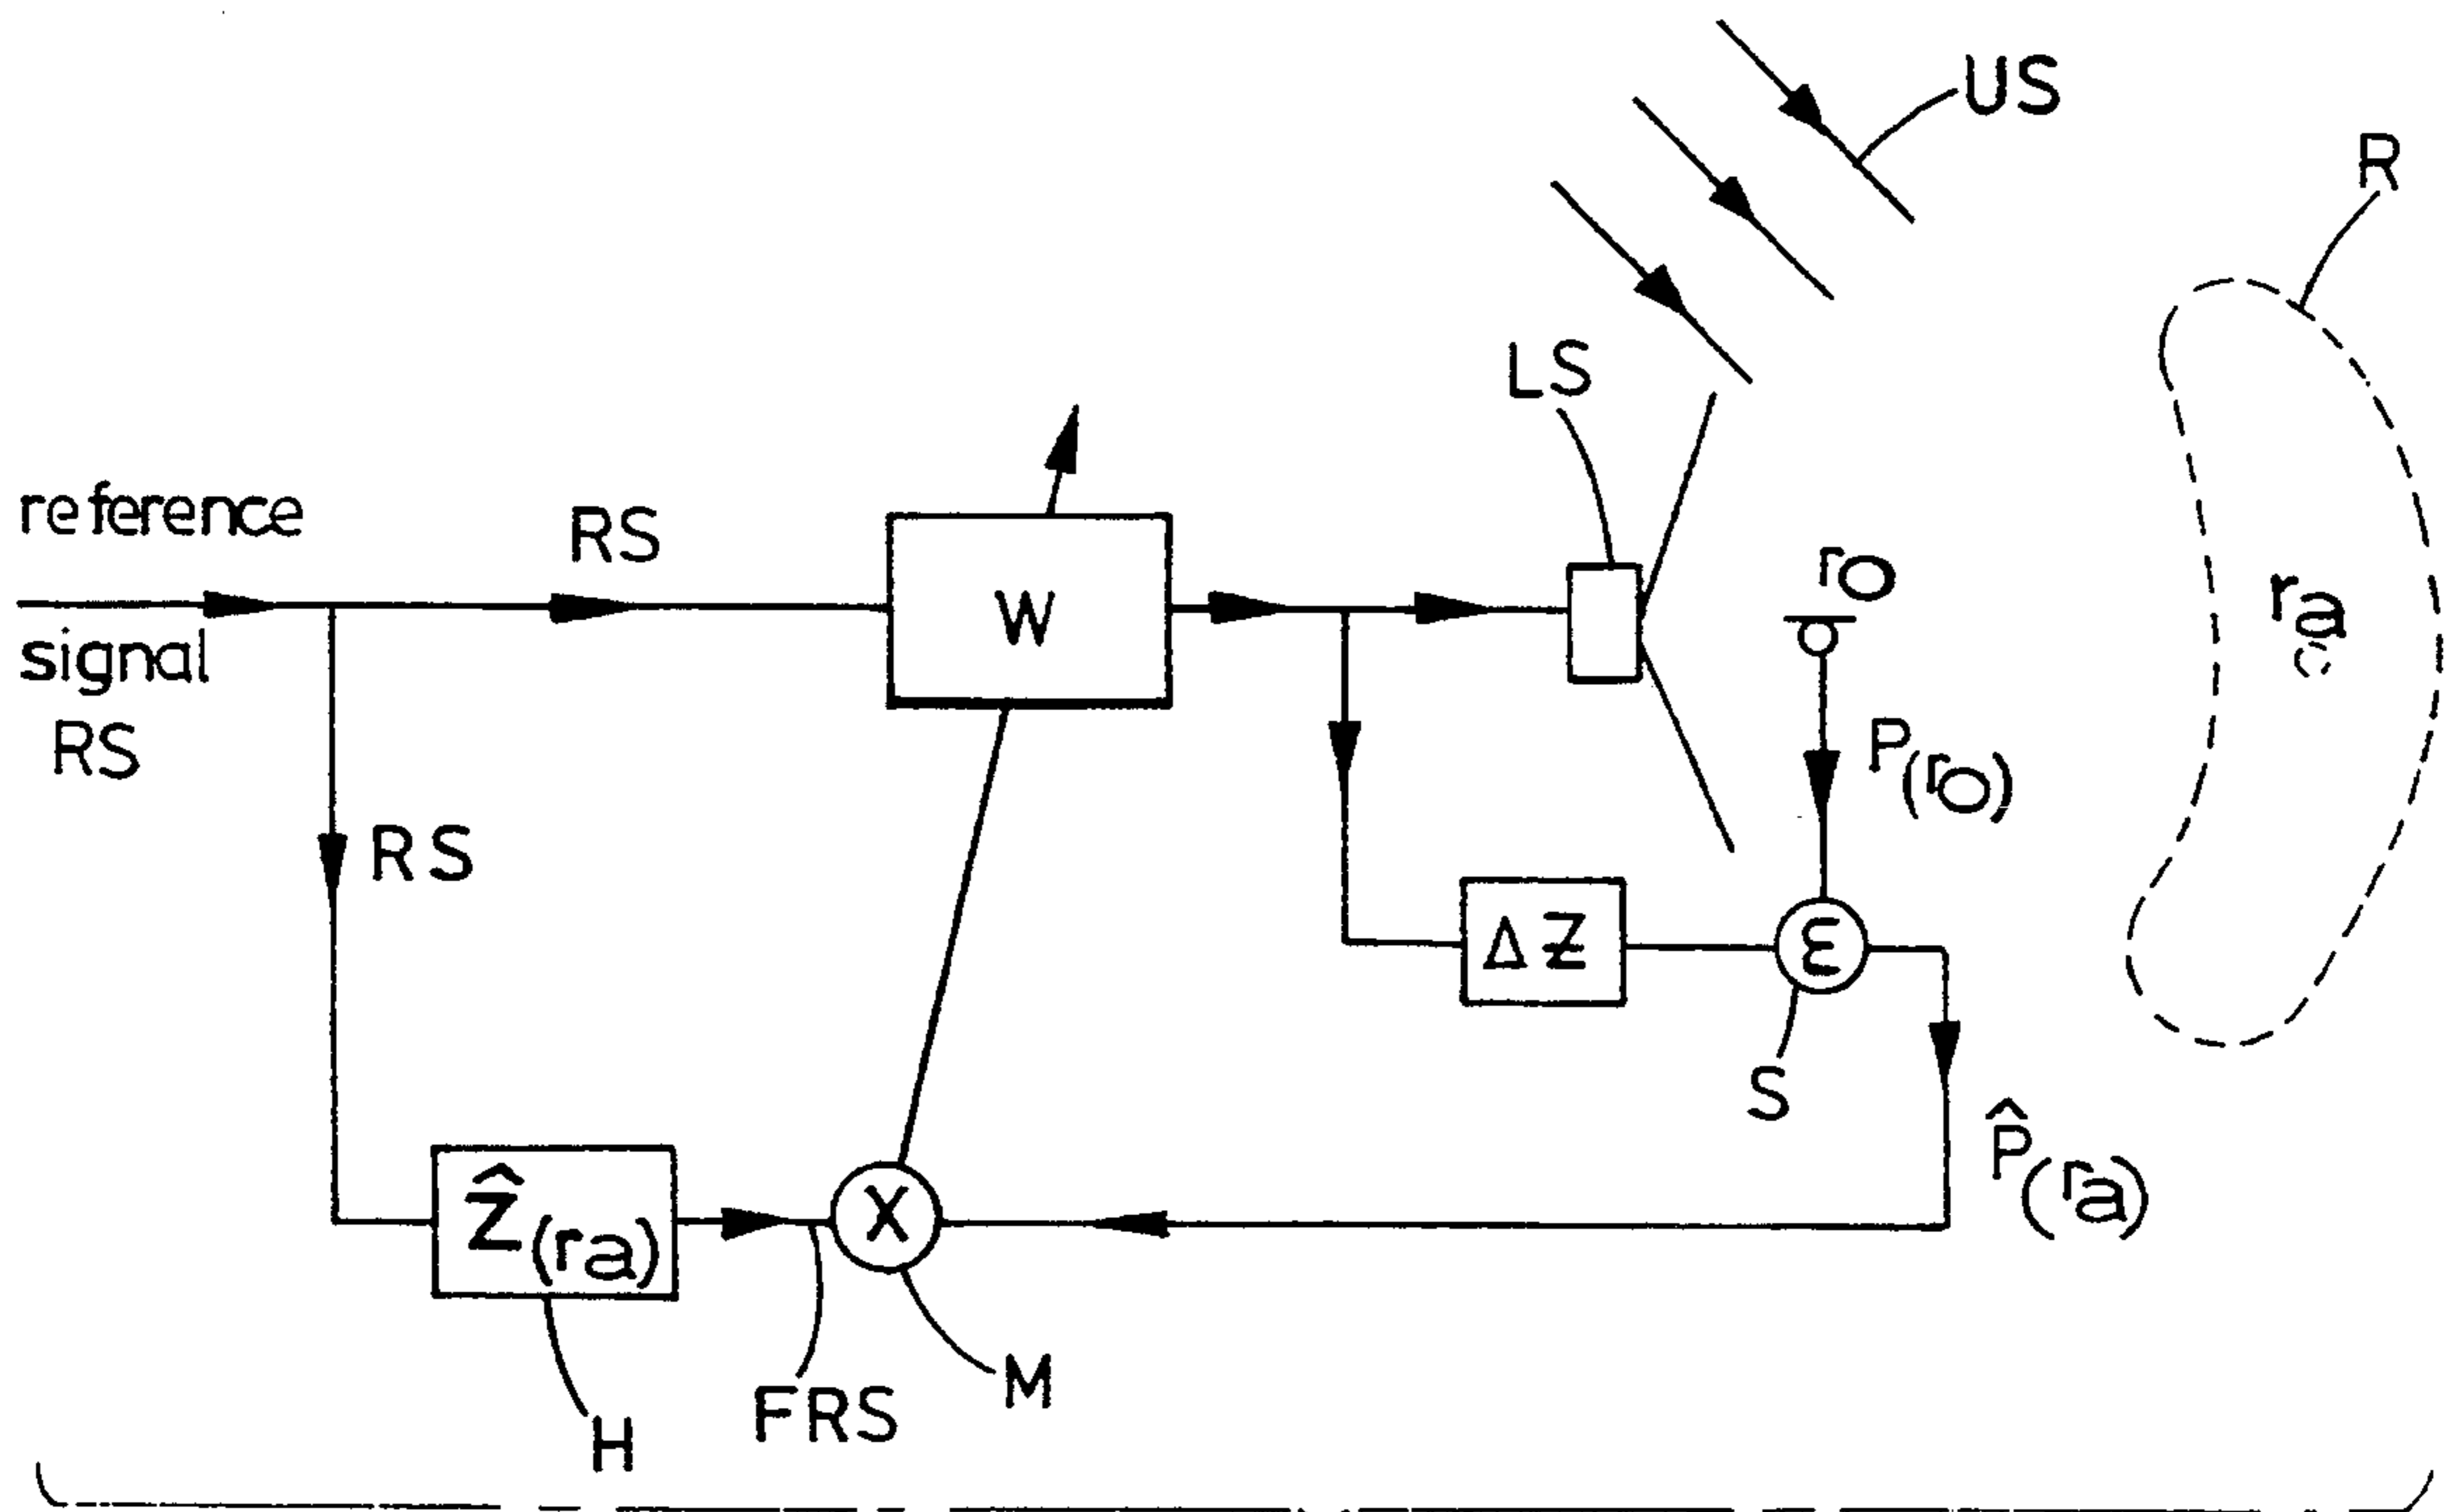 US
R
LS
reference
RS
signal
RS
W
ro
ra
P(ro)
RS
ΔZ
Σ
S
P̂(ra)
Ẑ(ra)
X
FRS
M
H